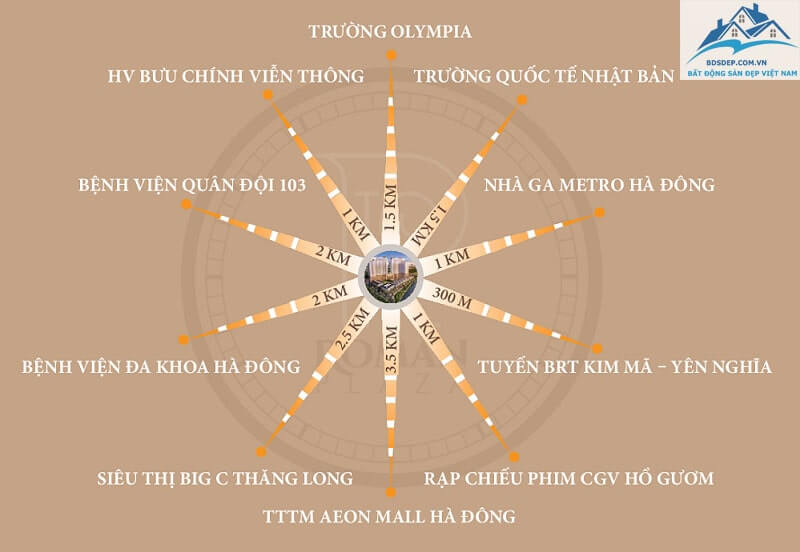 BDSDEP.COM.VN
BẤT ĐỘNG SẢN ĐẸP VIỆT NAM
TRƯỜNG OLYMPIA
HV BƯU CHÍNH VIỄN THÔNG
TRƯỜNG QUỐC TẾ NHẬT BẢN
BỆNH VIỆN QUÂN ĐỘI 103
NHÀ GA METRO HÀ ĐÔNG
1 KM
1.5 KM
1.5 KM
2 KM
1 KM
2 KM
300 M
2.5 KM
3.5 KM
1 KM
ROMAN
PLAZA
BỆNH VIỆN ĐA KHOA HÀ ĐÔNG
TUYẾN BRT KIM MÃ – YÊN NGHĨA
SIÊU THỊ BIG C THĂNG LONG
RẠP CHIẾU PHIM CGV HỒ GƯƠM
TTTM AEON MALL HÀ ĐÔNG